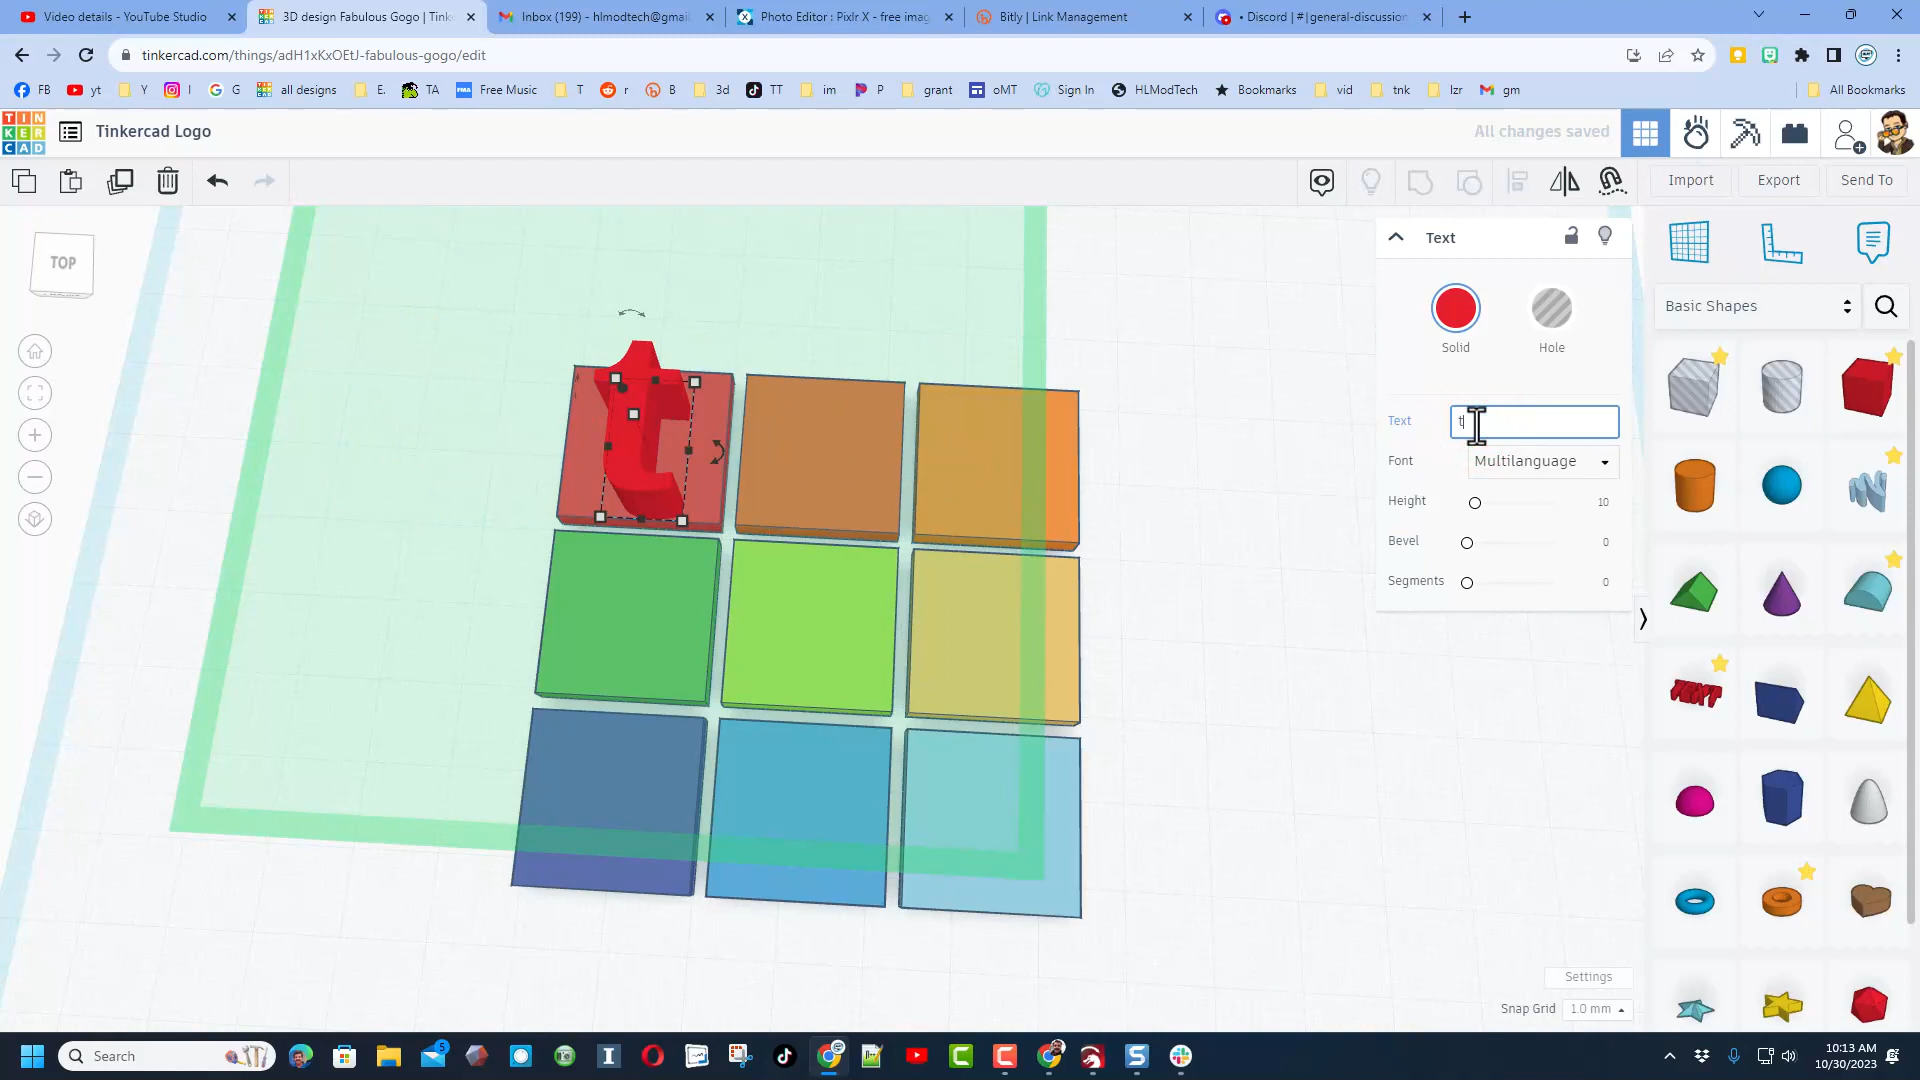 Video details - YouTube Studio
3D design Fabulous Gogo | Tink
Inbox (199) - hlmodtech@gmai
Photo Editor : Pixlr X - free imag
Bitly | Link Management
• Discord | #|general-discussion
tinkercad.com/things/adH1xKxOEtJ-fabulous-gogo/edit
FB yt Y I G all designs E. TA Free Music T r B 3d TT im P grant oMT Sign In HLModTech Bookmarks vid tnk lzr gm All Bookmarks
TIN
KER
CAD
Tinkercad Logo
All changes saved
Import
Export
Send To
TOP
Text
Solid
Hole
Text t
Font Multilanguage
Height 10
Bevel 0
Segments 0
Basic Shapes
Settings
Snap Grid 1.0 mm
Search
5
10:13 AM
10/30/2023